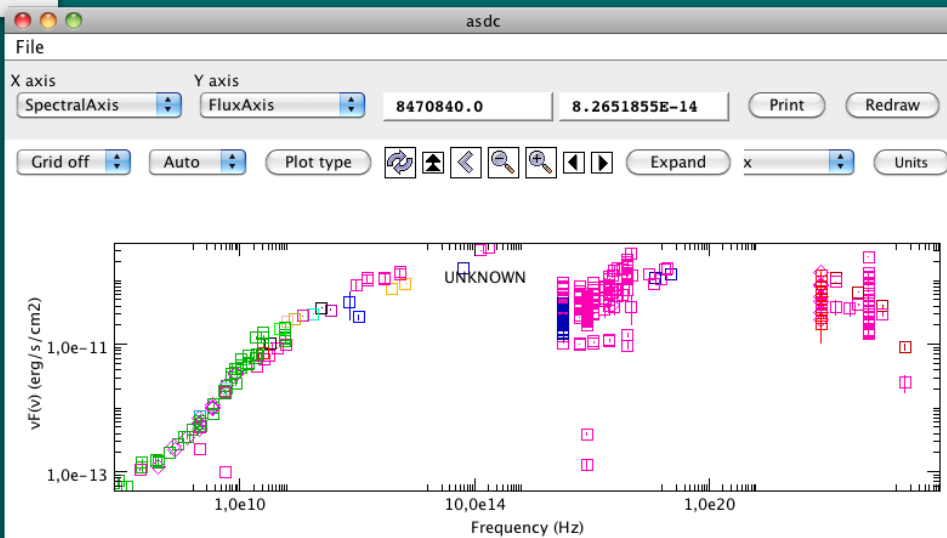 asdc
File
X axis Y axis
SpectralAxis FluxAxis 8470840.0 8.2651855E-14 Print Redraw
Grid off Auto Plot type Expand x Units
UNKNOWN
νF(ν) (erg/s/cm2)
1,0e-11
1,0e-13
1,0e10 10,0e14 1,0e20
Frequency (Hz)